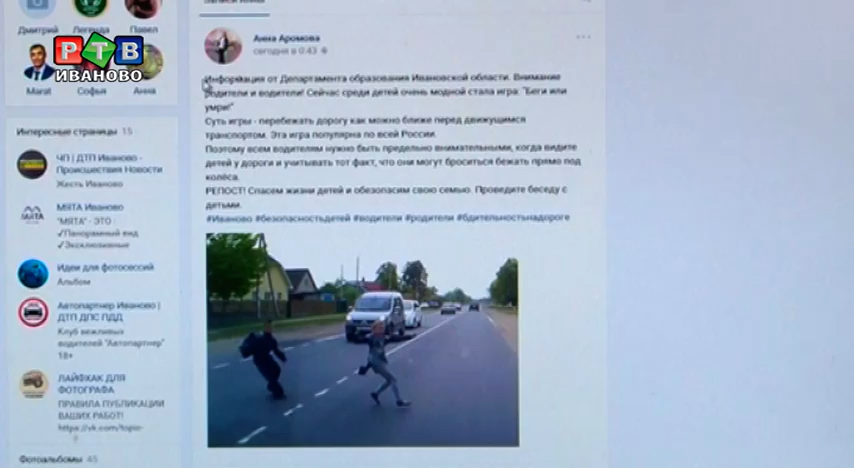 Записи Анны
Дмитрий Легенда Павел
РТВ
ИВАНОВО
Marat Софья Анна
Интересные страницы 15
ЧП | ДТП Иваново -
Происшествия Новости
Жесть Иваново
МЯТА
МЯТА Иваново
"МЯТА" - ЭТО :
✓Панорамный вид
✓Эксклюзивные
Идеи для фотосессий
Альбом
Автопартнер Иваново |
ДТП ДПС ПДД
Клуб вежливых
водителей "Автопартнер"
18+
ЛАЙФХАК ДЛЯ
ФОТОГРАФА
ПРАВИЛА ПУБЛИКАЦИИ
ВАШИХ РАБОТ!
https://vk.com/topic-
Фотоальбомы 45
Анна Аромова
сегодня в 0:43
Информация от Департамента образования Ивановской области. Внимание
родители и водители! Сейчас среди детей очень модной стала игра: "Беги или
умри!"
Суть игры - перебежать дорогу как можно ближе перед движущимся
транспортом. Эта игра популярна по всей России.
Поэтому всем водителям нужно быть предельно внимательными, когда видите
детей у дороги и учитывать тот факт, что они могут броситься бежать прямо под
колёса.
РЕПОСТ! Спасем жизни детей и обезопасим свою семью. Проведите беседу с
детьми.
#Иваново #безопасностьдетей #водители #родители #бдительностьнадороге